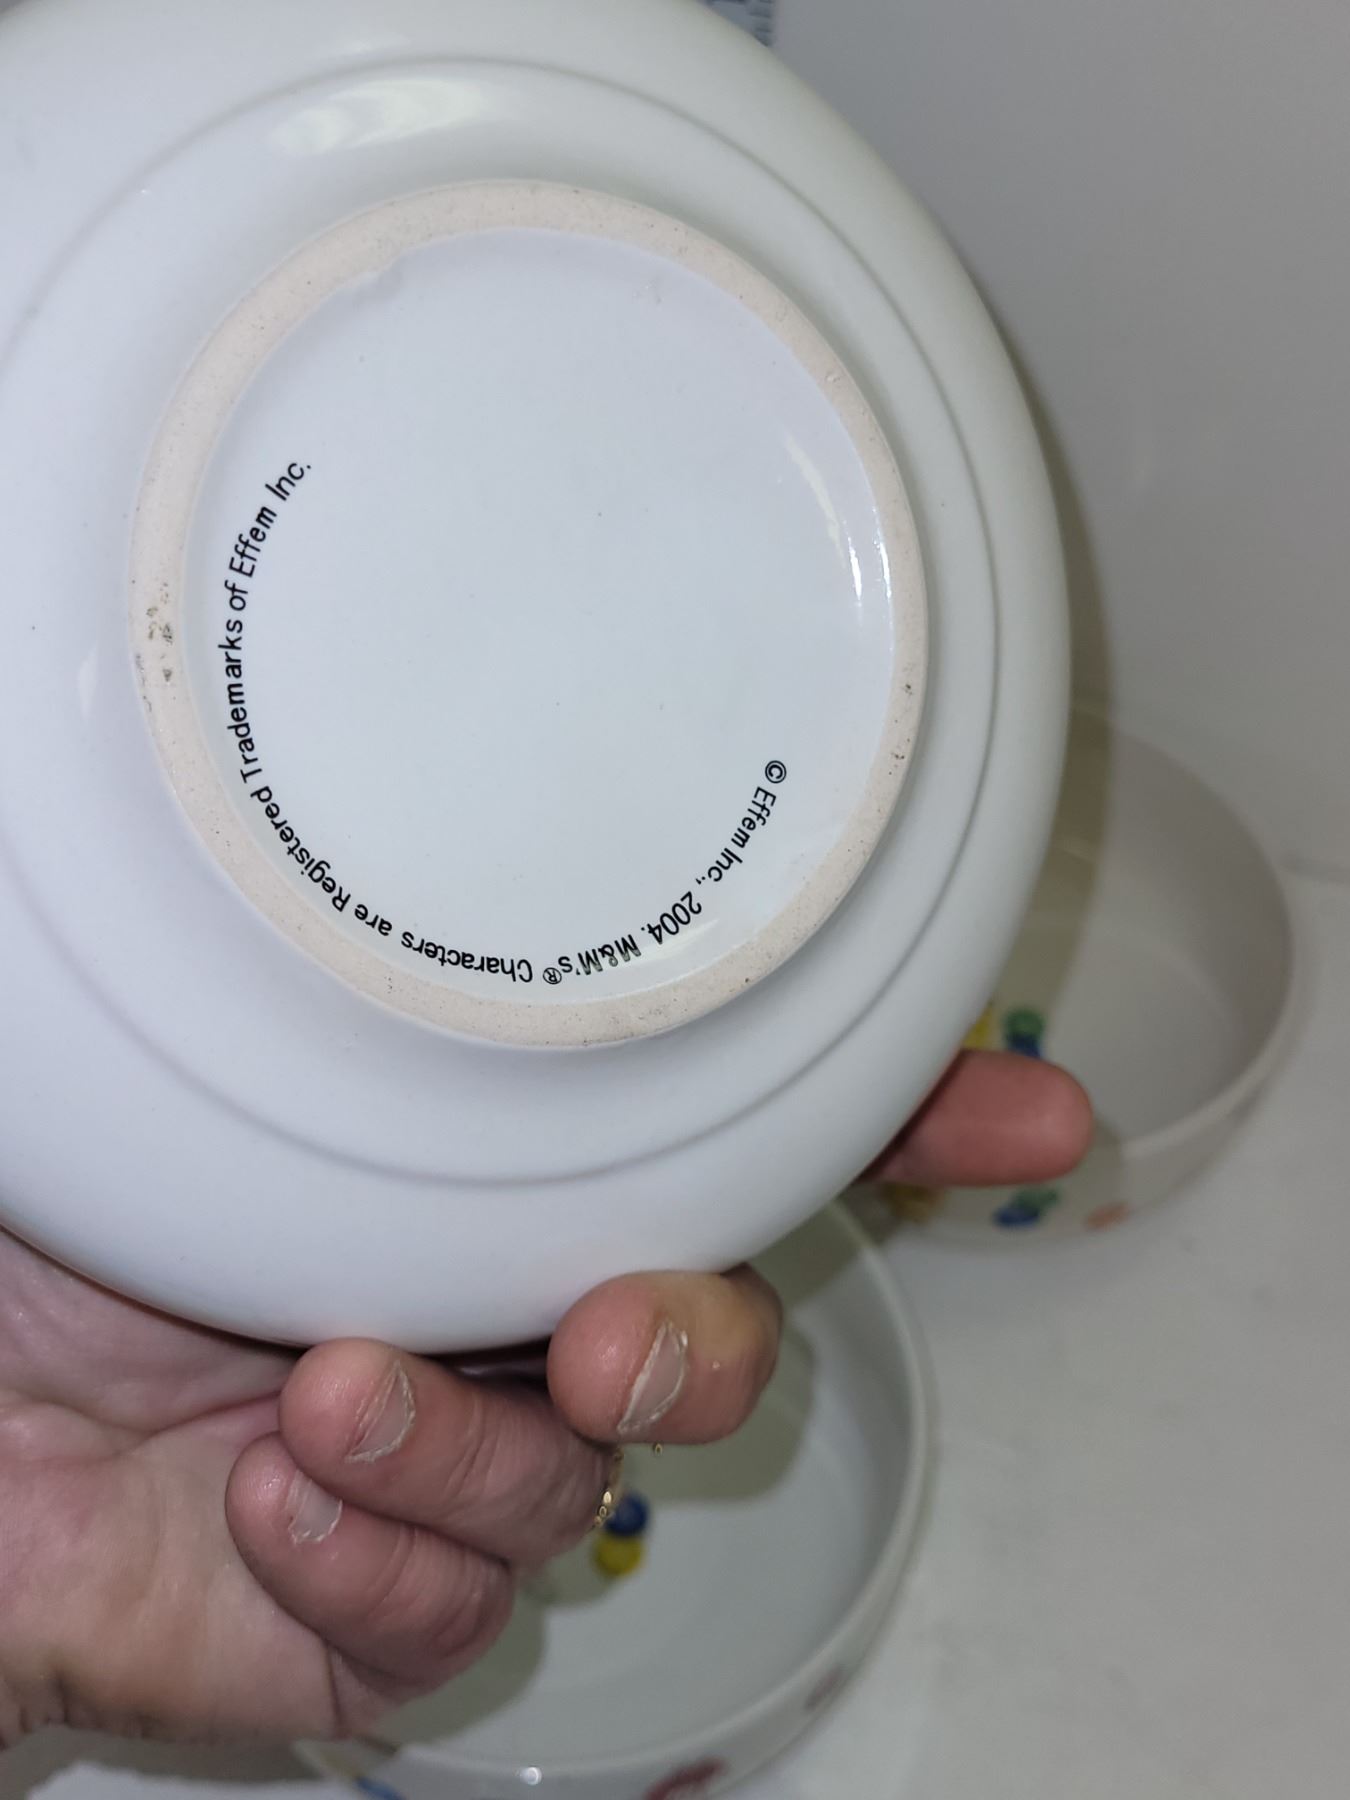 © Effem Inc., 2004. M&M's® Characters are Registered Trademarks of Effem Inc.